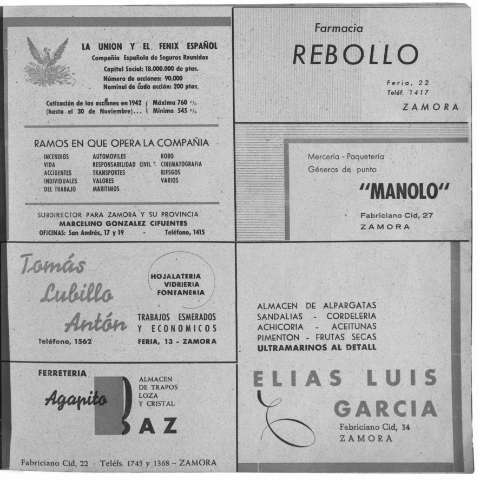 LA UNION Y EL FENIX ESPAÑOL
Compañía Española de Seguros Reunidos
Capital Social: 18.000.000 de ptas.
Número de acciones: 90.000
Nominal de cada acción: 200 ptas.
Cotización de las acciones en 1942 ( Máxima 760 %
(hasta el 30 de Noviembre)... ( Mínima 545 %
RAMOS EN QUE OPERA LA COMPAÑIA
INCENDIOS AUTOMOVILES ROBO
VIDA RESPONSABILIDAD CIVIL CINEMATOGRAFIA
ACCIDENTES TRANSPORTES RIESGOS
INDIVIDUALES VALORES VARIOS
DEL TRABAJO MARITIMOS
SUBDIRECTOR PARA ZAMORA Y SU PROVINCIA
MARCELINO GONZALEZ CIFUENTES
OFICINAS: San Andrés, 17 y 19 - Teléfono, 1415
Farmacia
REBOLLO
Feria, 22
Teléf. 1417
ZAMORA
Mercería - Paquetería
Géneros de punto
"MANOLO"
Fabriciano Cid, 27
ZAMORA
Tomás
Lubillo
Antón
Teléfono, 1562
HOJALATERIA
VIDRIERIA
FONTANERIA
TRABAJOS ESMERADOS
Y ECONOMICOS
FERIA, 13 - ZAMORA
ALMACEN DE ALPARGATAS
SANDALIAS - CORDELERIA
ACHICORIA - ACEITUNAS
PIMENTON - FRUTAS SECAS
ULTRAMARINOS AL DETALL
ELIAS LUIS
GARCIA
Fabriciano Cid, 34
ZAMORA
FERRETERIA
Agapito
BAZ
ALMACEN
DE TRAPOS
LOZA
Y CRISTAL
Fabriciano Cid, 22 - Teléfs. 1745 y 1368 - ZAMORA